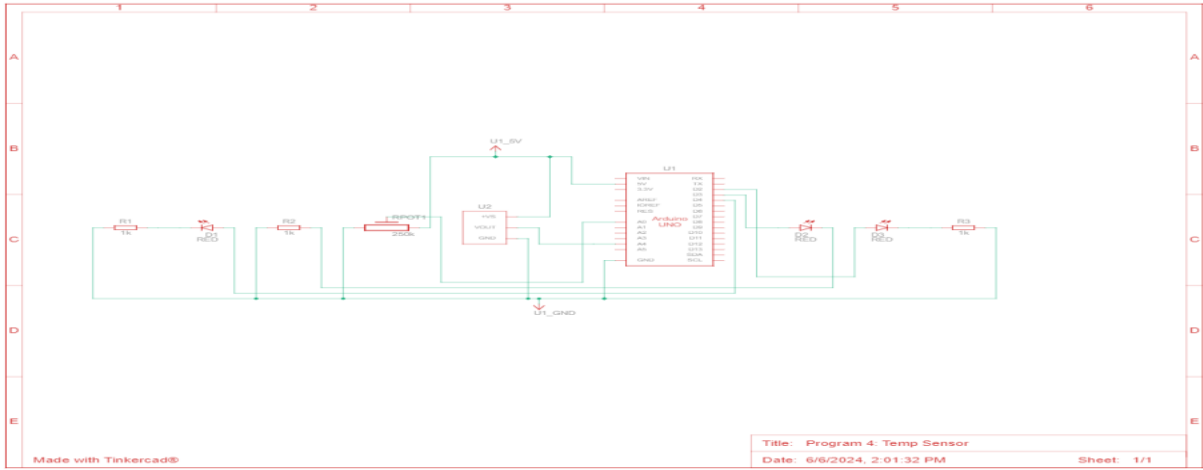 1 2 3 4 5 6
A A
B B
C C
D D
E E
U1_5V
U1
VIN RX
5V TX
3.3V D2
D3
AREF D4
IOREF D5
RES D6
D7
A0 D8
A1 D9
A2 D10
A3 D11
A4 D12
A5 D13
SDA
GND SCL
Arduino
UNO
U2
+VS
VOUT
GND
R1
1k
D1
RED
R2
1k
RPOT1
250k
D2
RED
D3
RED
R3
1k
U1_GND
Title: Program 4: Temp Sensor
Made with Tinkercad®
Date: 6/6/2024, 2:01:32 PM Sheet: 1/1